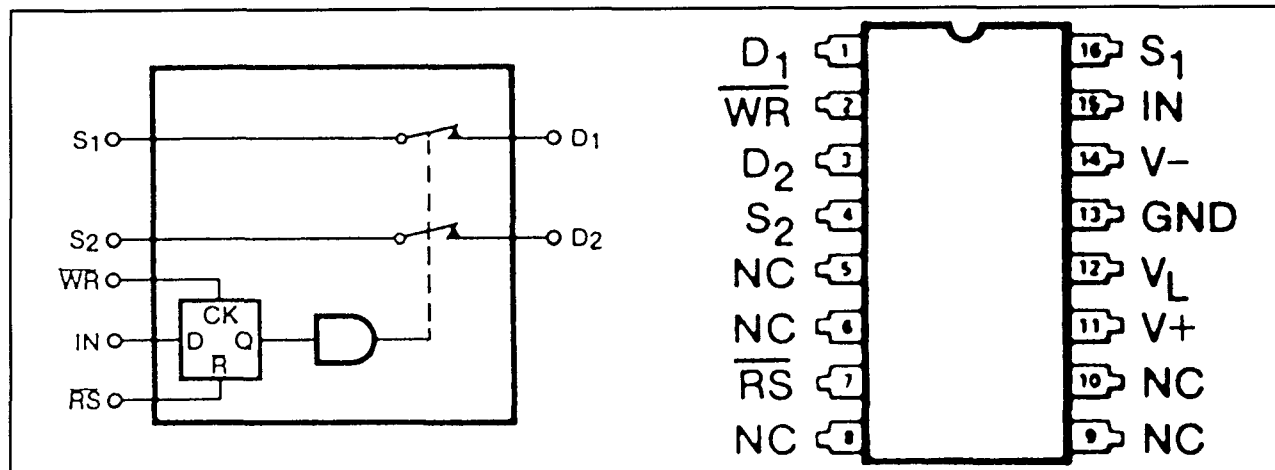 S1
D1
S2
D2
WR
IN
RS
CK
D Q
R
D1 1
WR 2
D2 3
S2 4
NC 5
NC 6
RS 7
NC 8
16 S1
15 IN
14 V-
13 GND
12 VL
11 V+
10 NC
9 NC